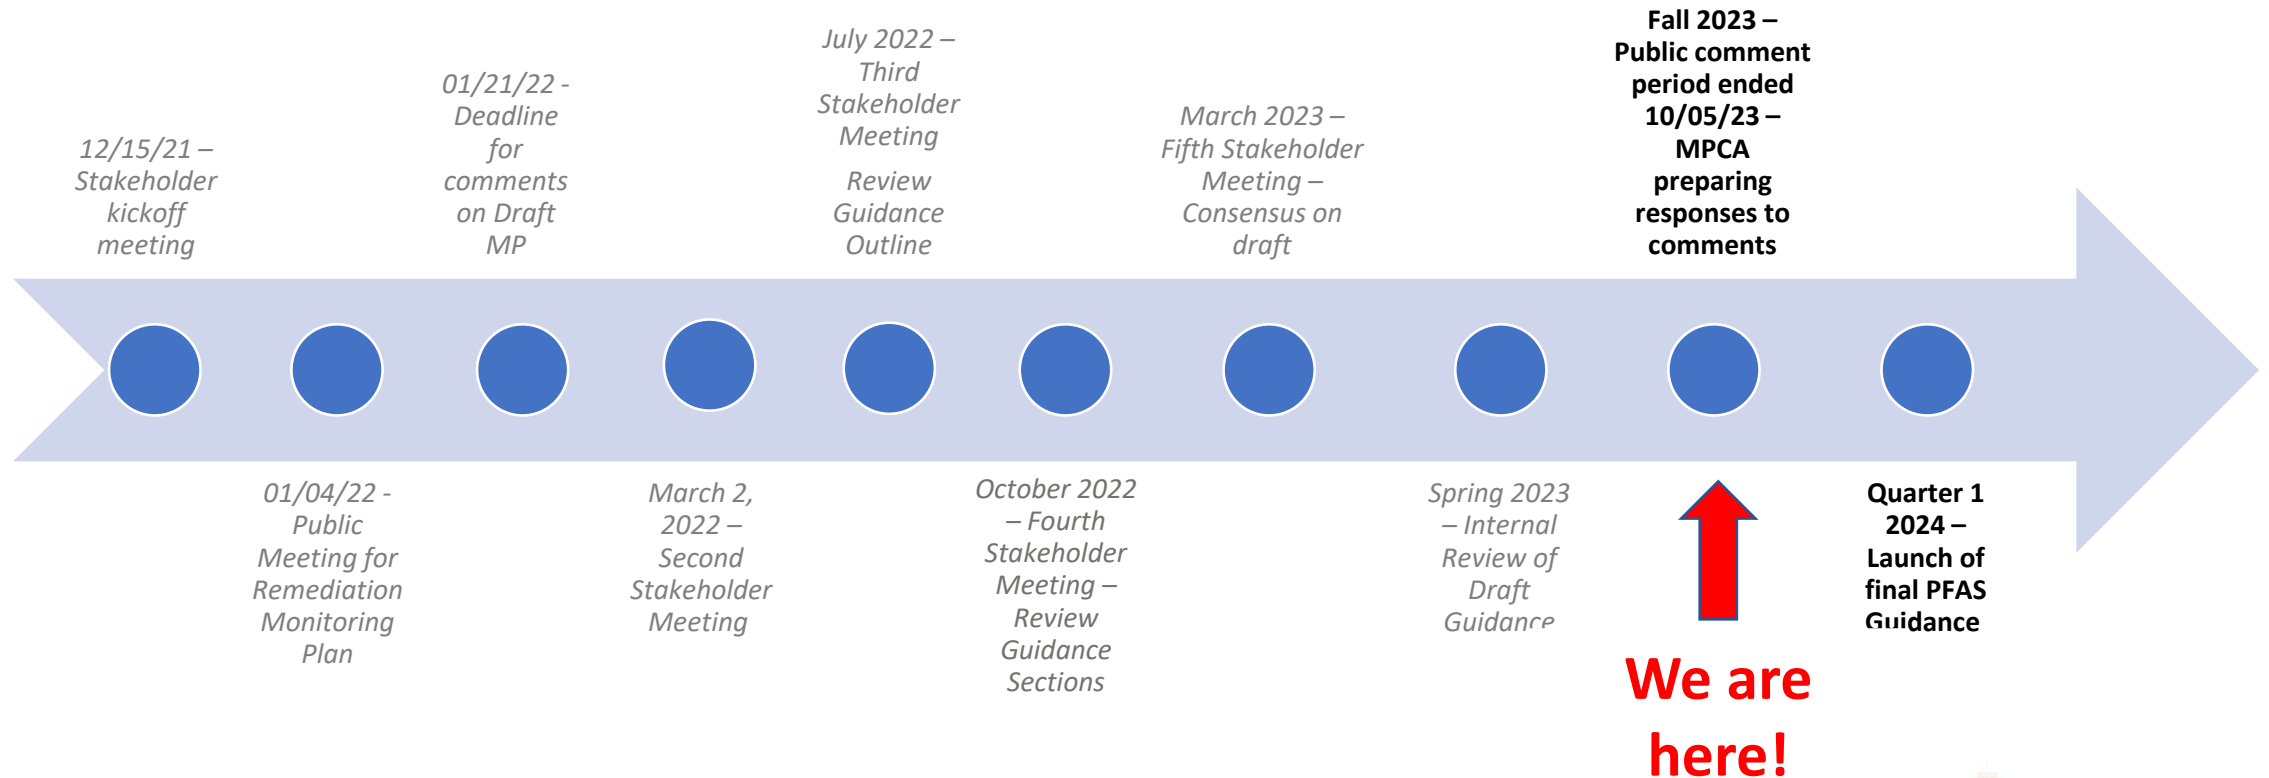 12/15/21 –
Stakeholder
kickoff
meeting
01/04/22 -
Public
Meeting for
Remediation
Monitoring
Plan
01/21/22 -
Deadline
for
comments
on Draft
MP
March 2,
2022 –
Second
Stakeholder
Meeting
July 2022 –
Third
Stakeholder
Meeting
Review
Guidance
Outline
October 2022
– Fourth
Stakeholder
Meeting –
Review
Guidance
Sections
March 2023 –
Fifth Stakeholder
Meeting –
Consensus on
draft
Spring 2023
– Internal
Review of
Draft
Guidance
Fall 2023 –
Public comment
period ended
10/05/23 –
MPCA
preparing
responses to
comments
We are
here!
Quarter 1
2024 –
Launch of
final PFAS
Guidance